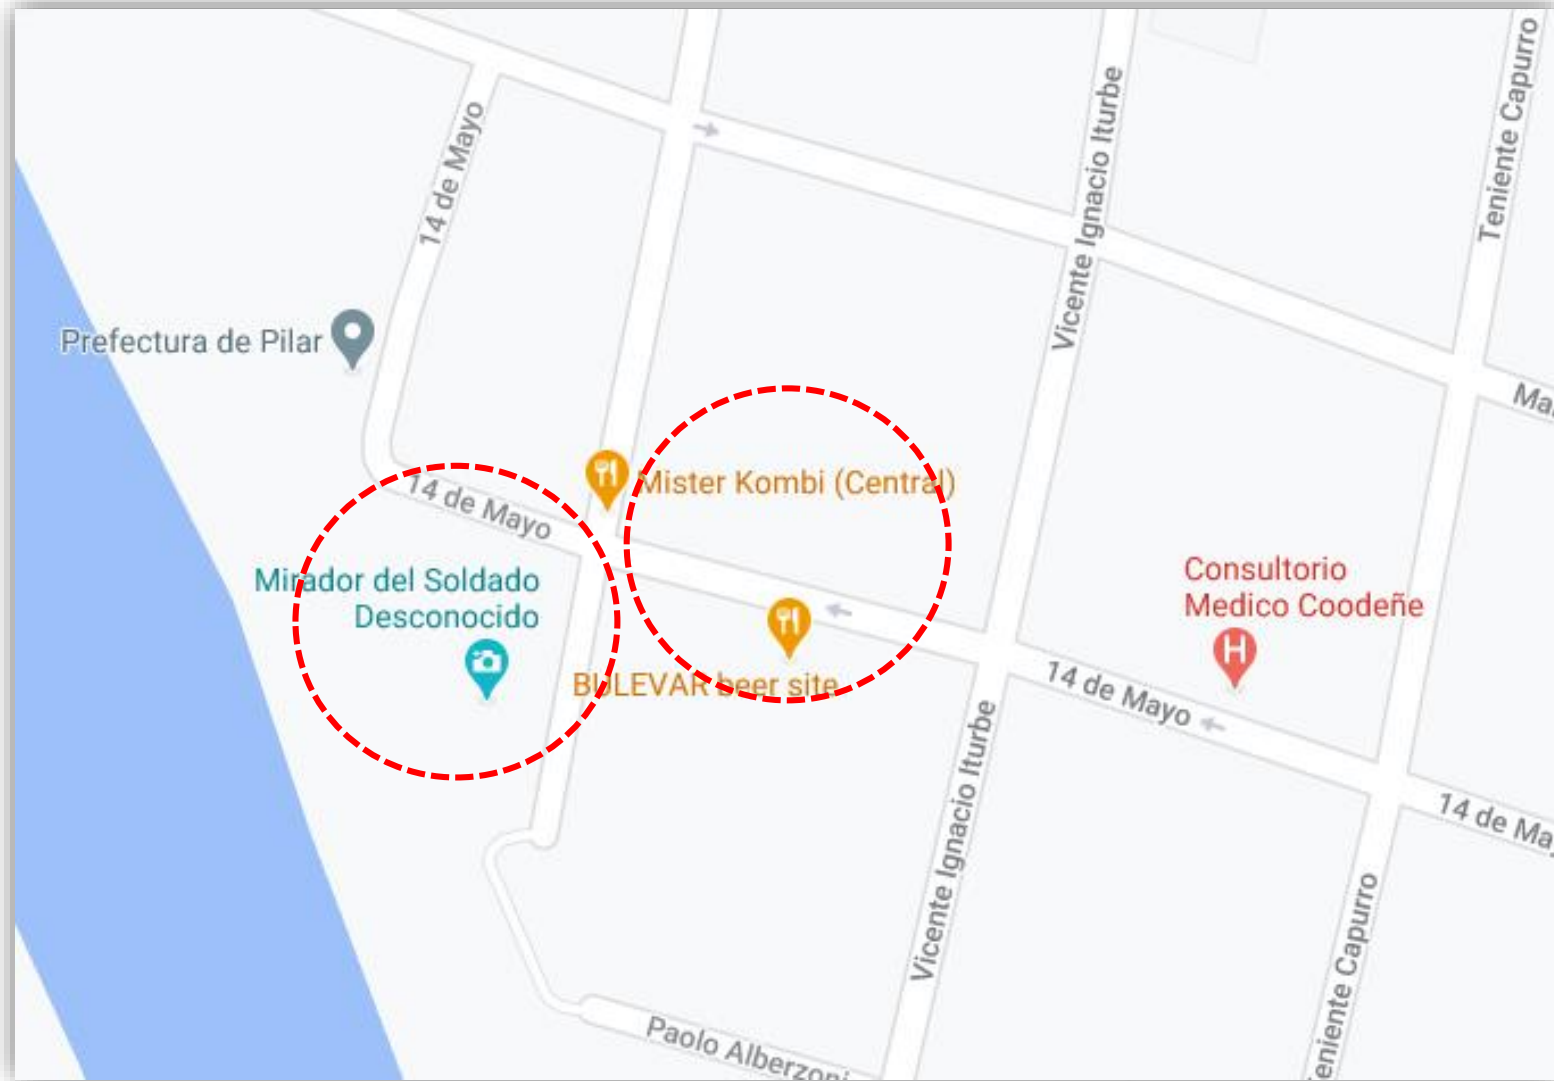 Teniente Capurro
Vicente Ignacio Iturbe
14 de Mayo
Prefectura de Pilar
Mister Kombi (Central)
14 de Mayo
Mirador del Soldado
Desconocido
Consultorio
Medico Coodeñe
BULEVAR beer site
14 de Mayo
14 de Ma
Vicente Ignacio Iturbe
eniente Capurro
Paolo Alberzoni
H